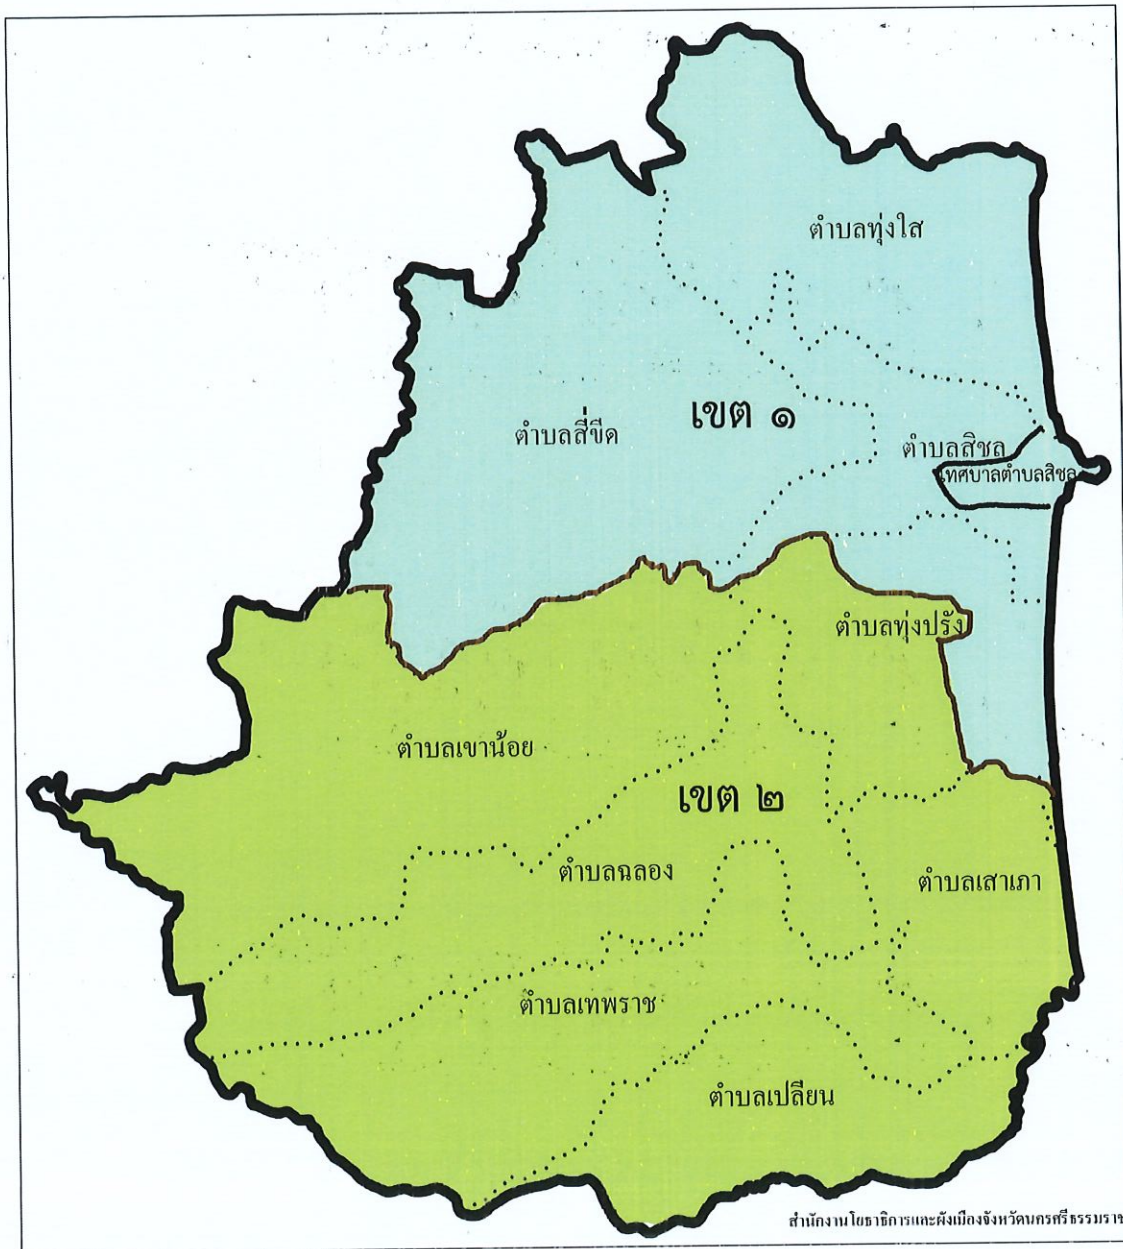 ตำบลทุ่งใส
เขต ๑
ตำบลสี่ขีด
ตำบลสิชล
เทศบาลตำบลสิชล
ตำบลทุ่งปรัง
ตำบลเขาน้อย
เขต ๒
ตำบลฉลอง
ตำบลเสาเภา
ตำบลเทพราช
ตำบลเปลี่ยน
สำนักงานโยธาธิการและผังเมืองจังหวัดนครศรีธรรมราช